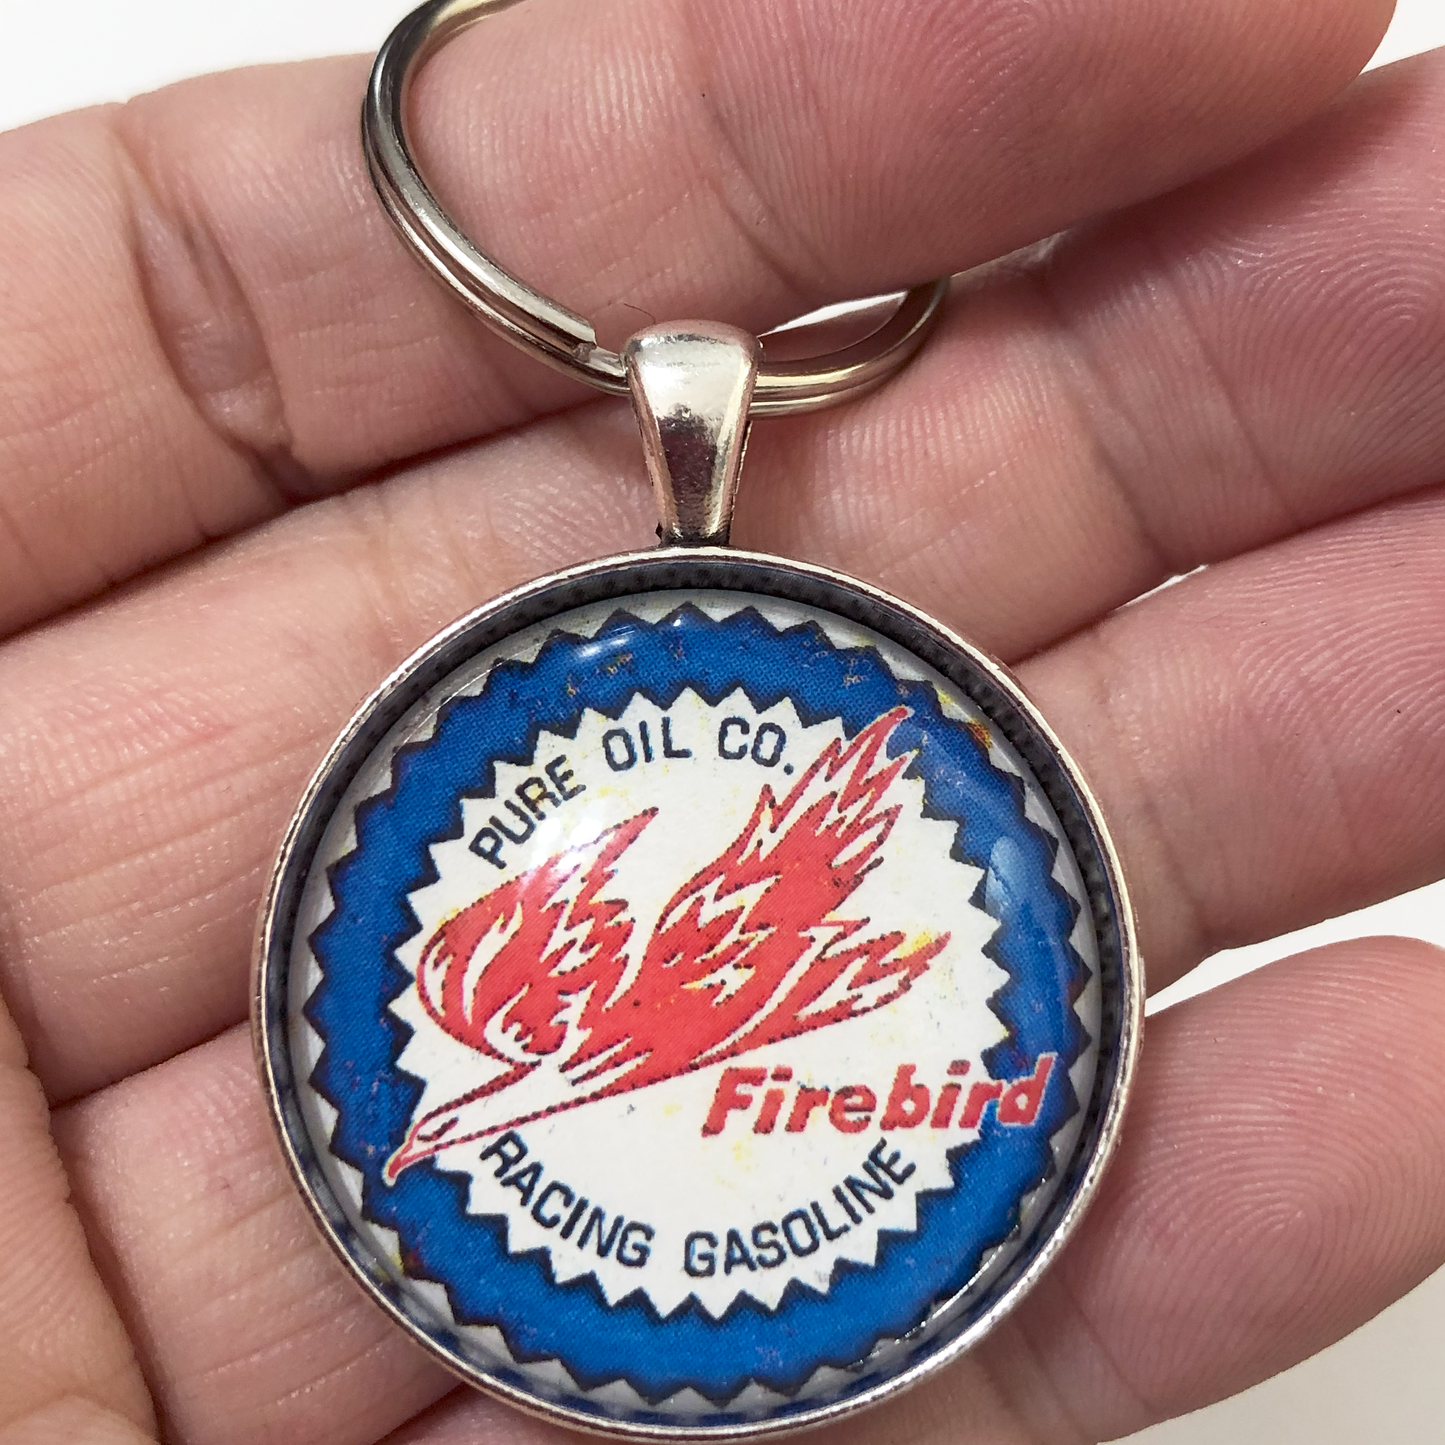 PURE OIL CO.
Firebird
RACING GASOLINE